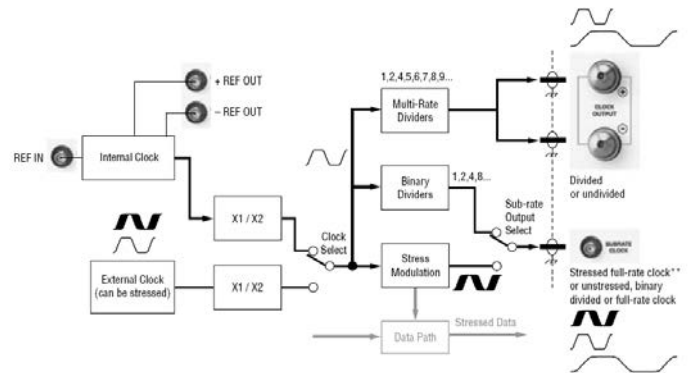 + REF OUT
– REF OUT
REF IN
Internal Clock
X1 / X2
External Clock
(can be stressed)
X1 / X2
Clock
Select
1,2,4,5,6,7,8,9...
Multi-Rate
Dividers
Binary
Dividers
1,2,4,8...
Sub-rate
Output
Select
Stress
Modulation
Data Path
Stressed Data
+
CLOCK
OUTPUT
–
Divided
or undivided
SUBRATE
CLOCK
Stressed full-rate clock**
or unstressed, binary
divided or full-rate clock